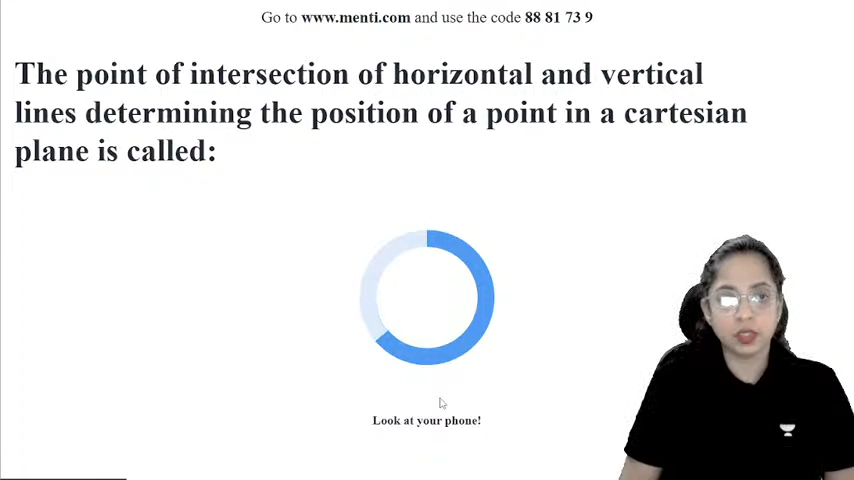 Go to www.menti.com and use the code 88 81 73 9
The point of intersection of horizontal and vertical
lines determining the position of a point in a cartesian
plane is called:
Look at your phone!